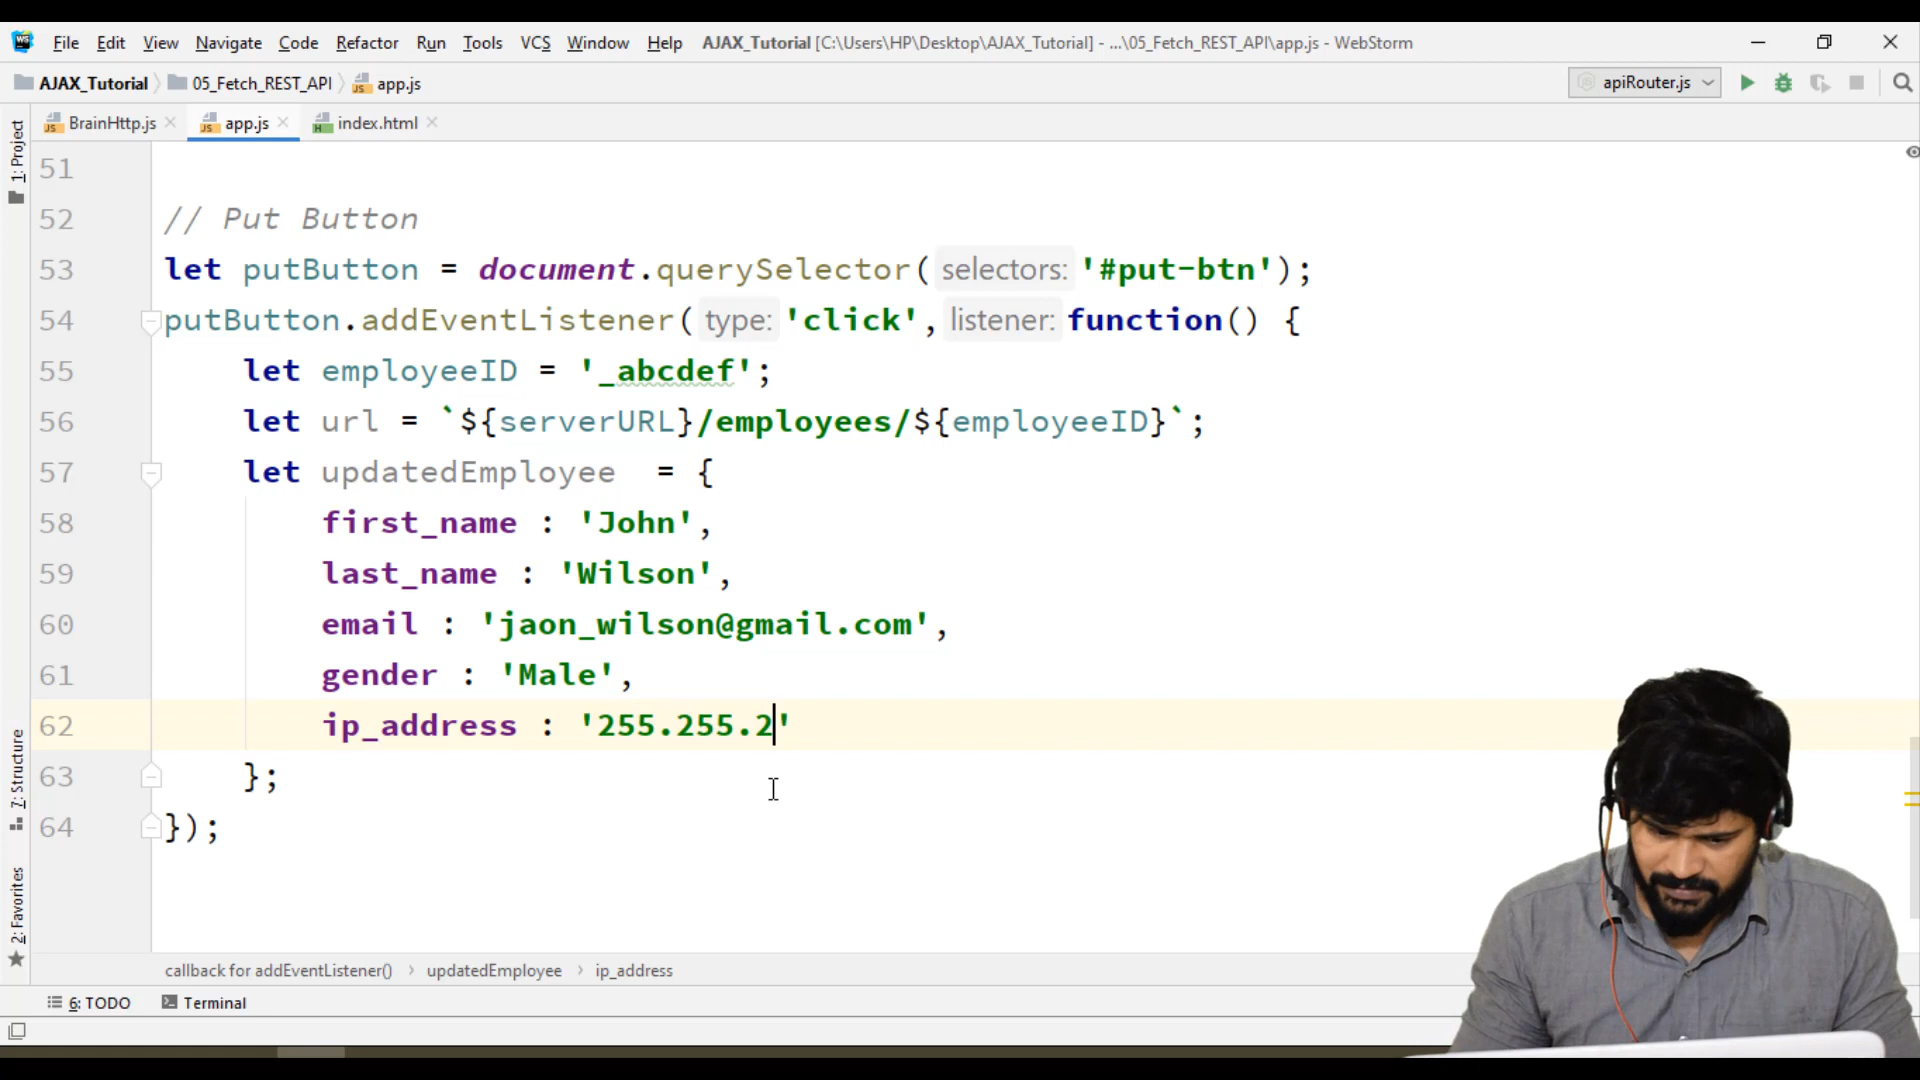 WS File Edit View Navigate Code Refactor Run Tools VCS Window Help AJAX_Tutorial [C:\Users\HP\Desktop\AJAX_Tutorial] - ...\05_Fetch_REST_API\app.js - WebStorm
AJAX_Tutorial 05_Fetch_REST_API JS app.js apiRouter.js
JS BrainHttp.js JS app.js H index.html
1: Project
51
52 // Put Button
53 let putButton = document.querySelector( selectors: '#put-btn');
54 putButton.addEventListener( type: 'click', listener: function() {
55 let employeeID = '_abcdef';
56 let url = `${serverURL}/employees/${employeeID}`;
57 let updatedEmployee = {
58 first_name : 'John',
59 last_name : 'Wilson',
60 email : 'jaon_wilson@gmail.com',
61 gender : 'Male',
62 ip_address : '255.255.2'
63 };
64 });
7: Structure
2: Favorites
callback for addEventListener() › updatedEmployee › ip_address
6: TODO Terminal